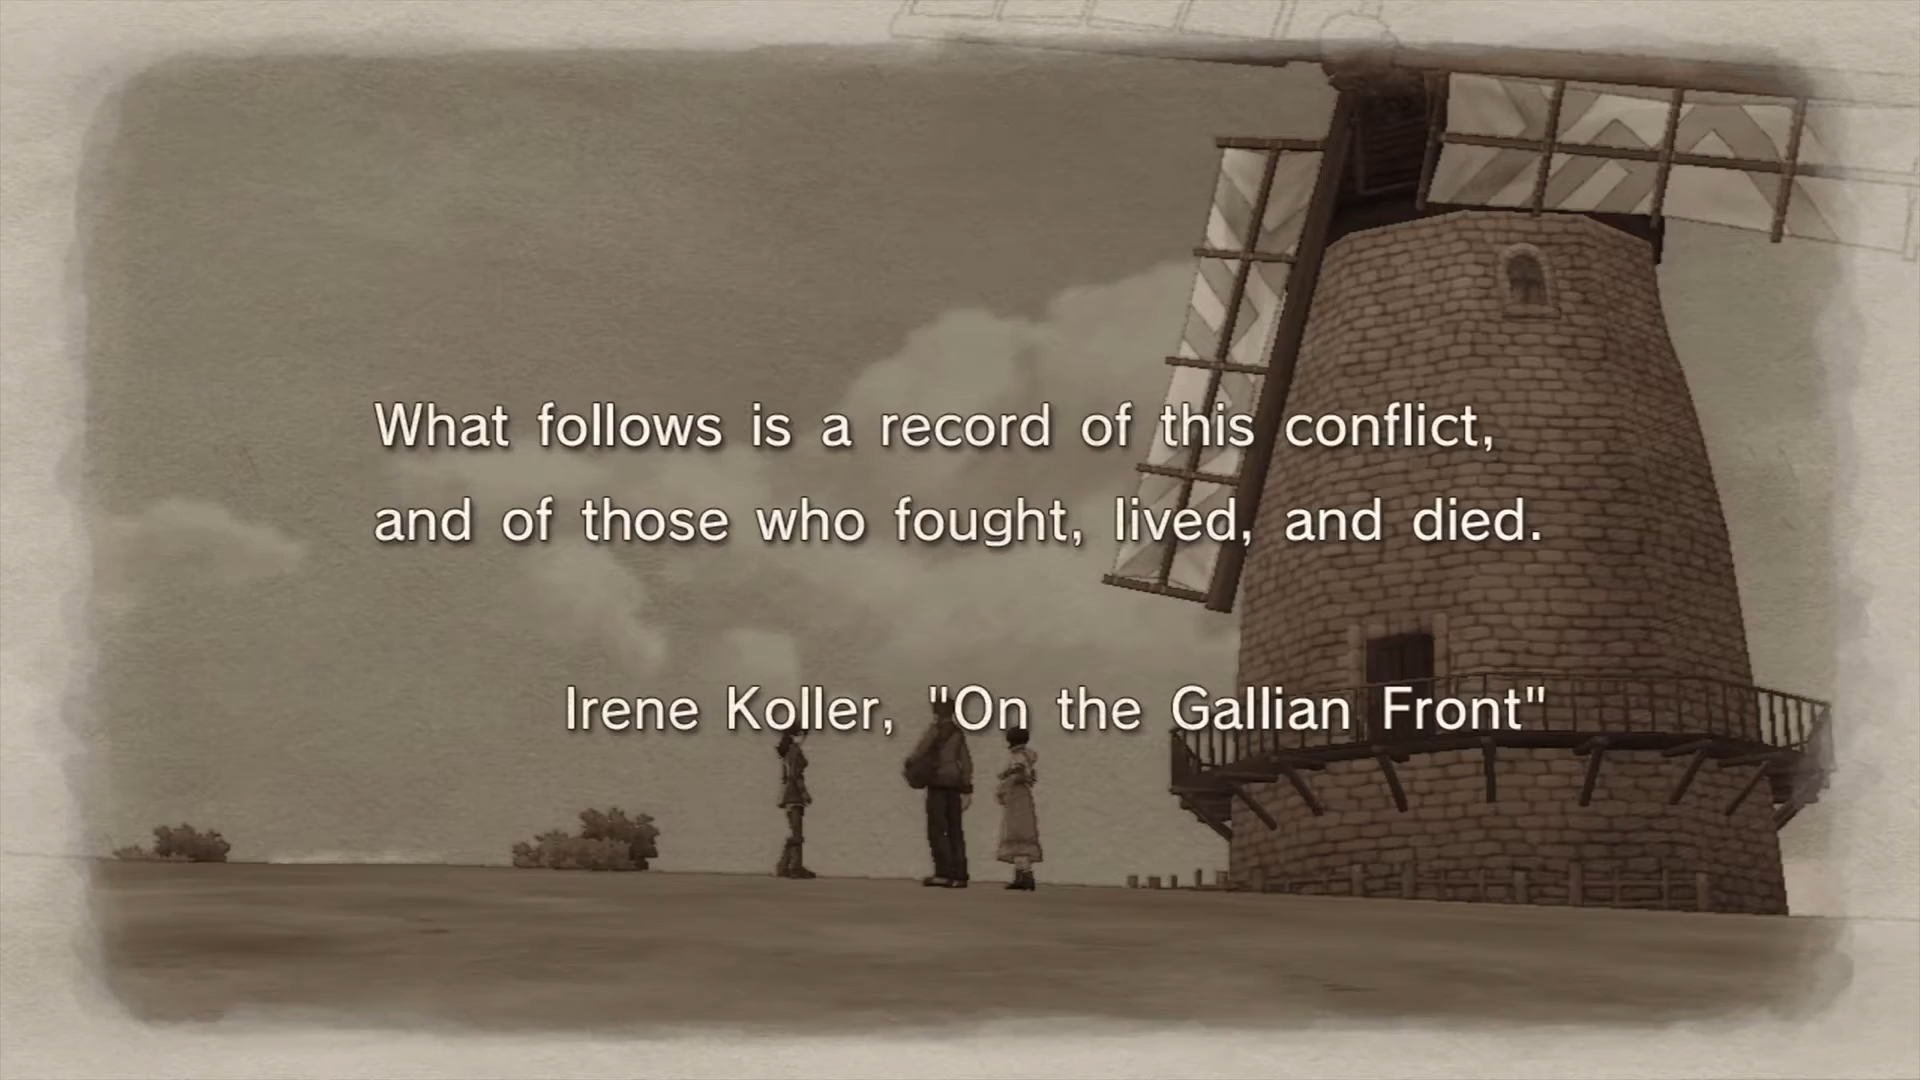 What follows is a record of this conflict,
and of those who fought, lived, and died.
Irene Koller, "On the Gallian Front"